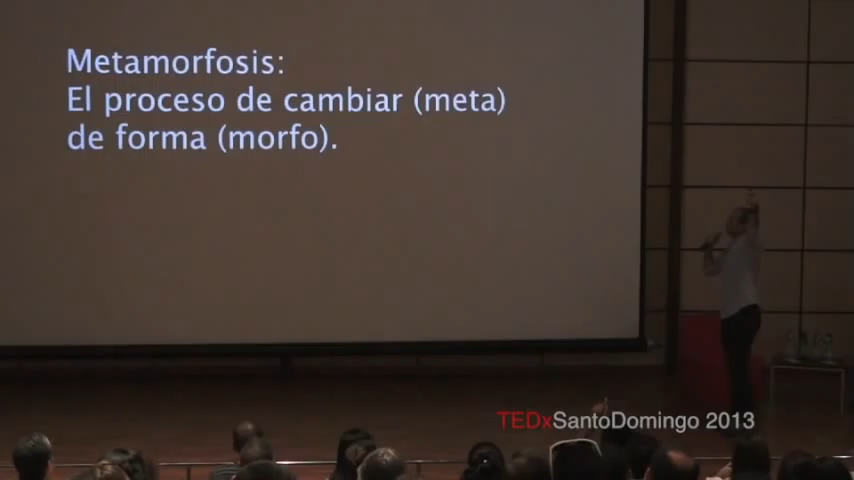 Metamorfosis:
El proceso de cambiar (meta)
de forma (morfo).
TEDxSantoDomingo 2013